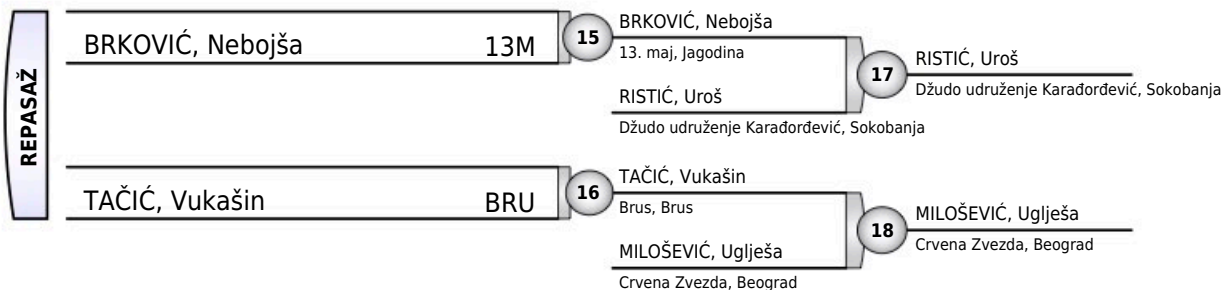 REPASAŽ
BRKOVIĆ, Nebojša 13M
15
BRKOVIĆ, Nebojša
13. maj, Jagodina
RISTIĆ, Uroš
Džudo udruženje Karađorđević, Sokobanja
17
RISTIĆ, Uroš
Džudo udruženje Karađorđević, Sokobanja
TAČIĆ, Vukašin BRU
16
TAČIĆ, Vukašin
Brus, Brus
MILOŠEVIĆ, Uglješa
Crvena Zvezda, Beograd
18
MILOŠEVIĆ, Uglješa
Crvena Zvezda, Beograd